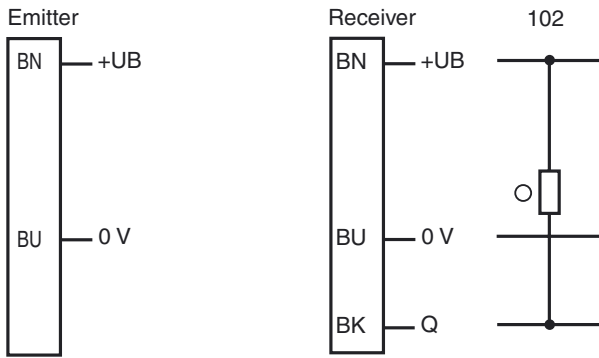 Emitter
Receiver
102
BN
+UB
BN
+UB
BU
0 V
BU
0 V
BK
Q